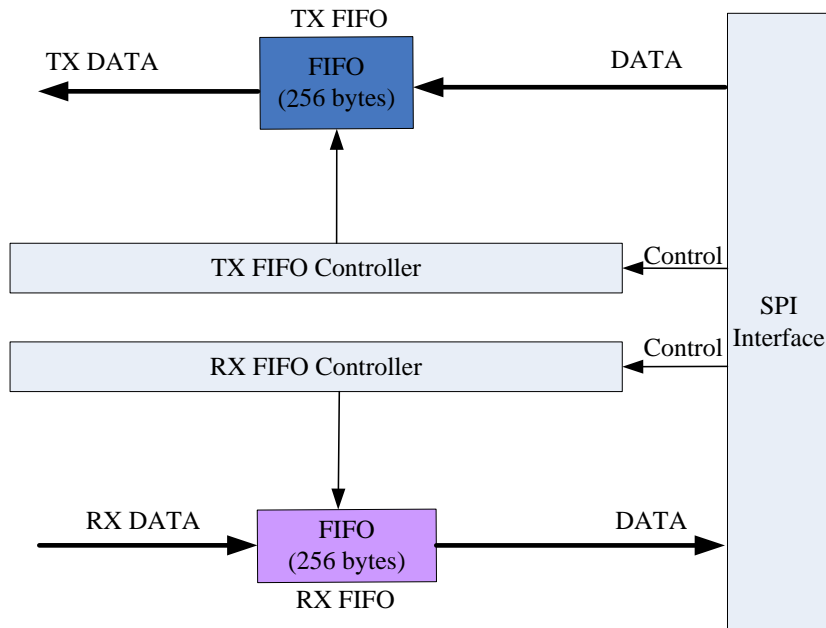 TX FIFO
TX DATA
FIFO
(256 bytes)
DATA
TX FIFO Controller
Control
SPI
Interface
RX FIFO Controller
Control
RX DATA
FIFO
(256 bytes)
DATA
RX FIFO